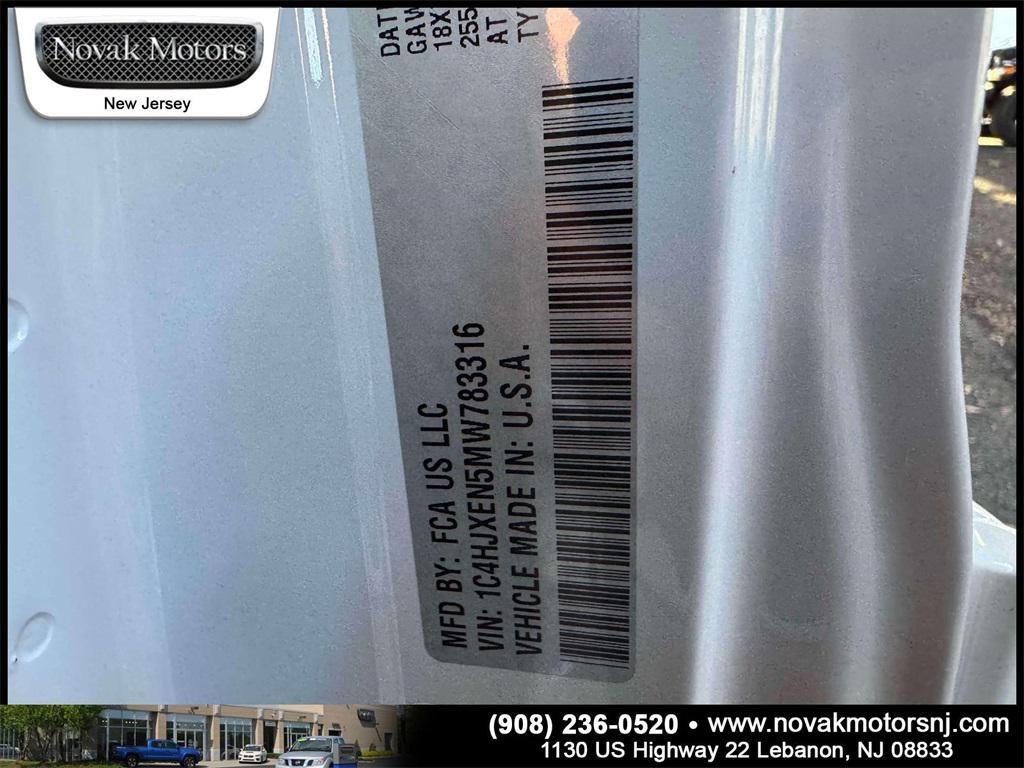 Novak Motors
New Jersey
DAT
GAW
18X
255
AT
TY
MFD BY: FCA US LLC
VIN: 1C4HJXEN5MW783316
VEHICLE MADE IN: U.S.A.
(908) 236-0520 • www.novakmotorsnj.com
1130 US Highway 22 Lebanon, NJ 08833